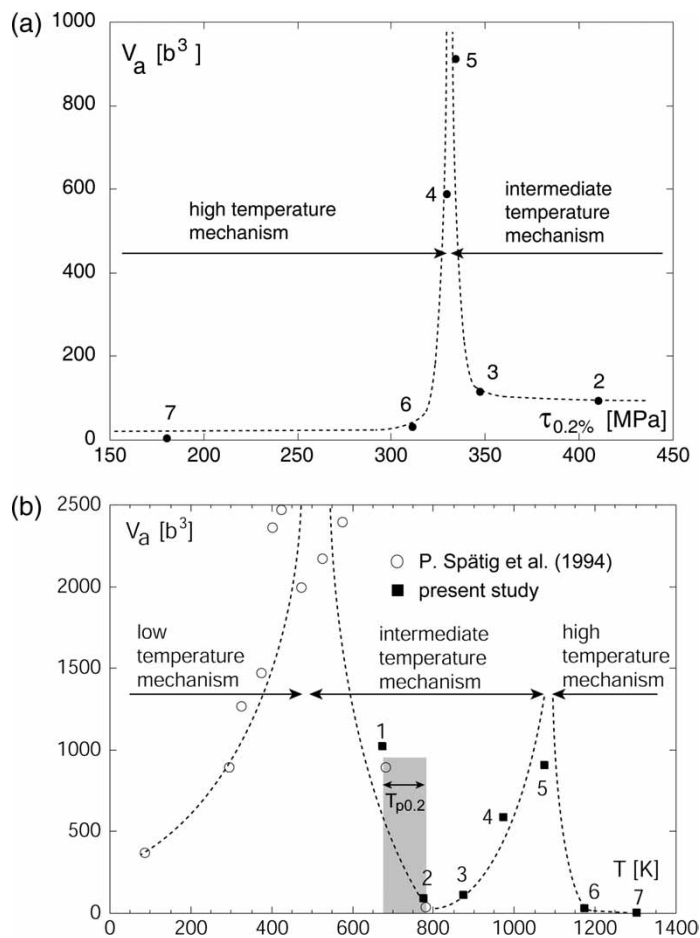 (a)
1000
V_a [b³]
5
800
4
600
high temperature
mechanism
intermediate
temperature
mechanism
400
200
7
6
3
2
τ_0.2% [MPa]
0
150 200 250 300 350 400 450
(b)
2500
V_a [b³]
P. Spätig et al. (1994)
present study
2000
low
temperature
mechanism
intermediate
temperature
mechanism
high
temperature
mechanism
1500
1
1000
T_p0.2
5
4
500
2
3
T [K]
6
7
0
0 200 400 600 800 1000 1200 1400